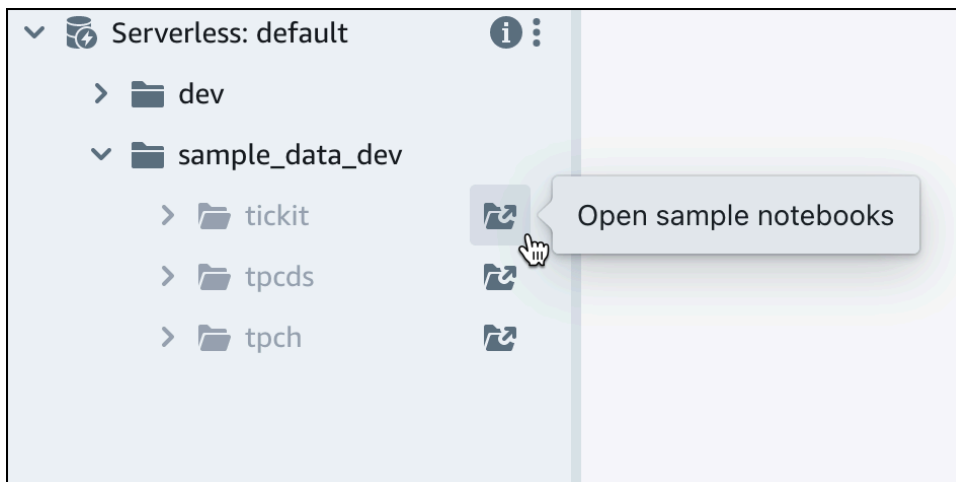 Serverless: default
dev
sample_data_dev
tickit
Open sample notebooks
tpcds
tpch